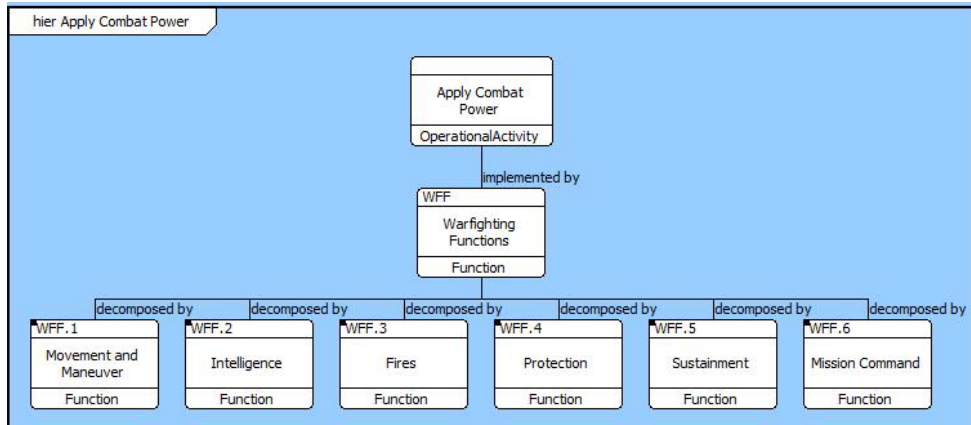 hier Apply Combat Power
Apply Combat
Power
OperationalActivity
implemented by
WFF
Warfighting
Functions
Function
decomposed by
decomposed by
decomposed by
decomposed by
decomposed by
decomposed by
WFF.1
Movement and
Maneuver
Function
WFF.2
Intelligence
Function
WFF.3
Fires
Function
WFF.4
Protection
Function
WFF.5
Sustainment
Function
WFF.6
Mission Command
Function